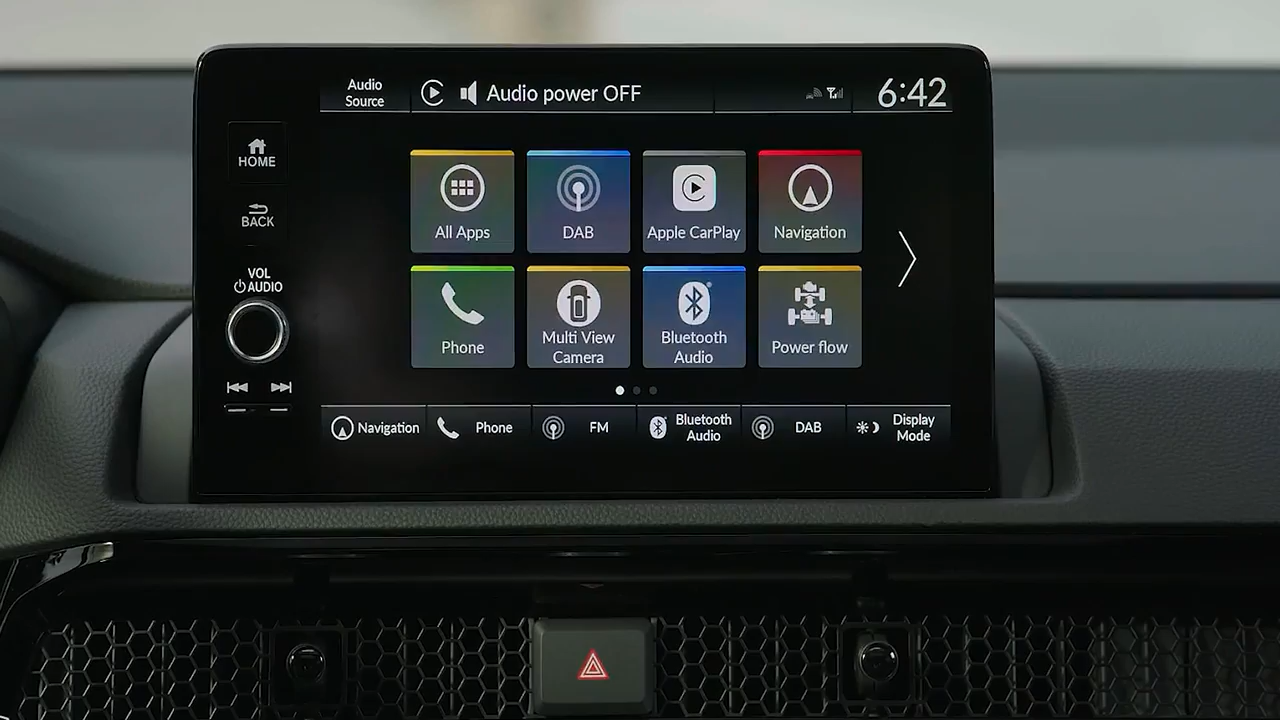 Audio
Source
Audio power OFF
6:42
HOME
BACK
VOL
AUDIO
All Apps
DAB
Apple CarPlay
Navigation
Phone
Multi View
Camera
Bluetooth
Audio
Power flow
Navigation
Phone
FM
Bluetooth
Audio
DAB
Display
Mode